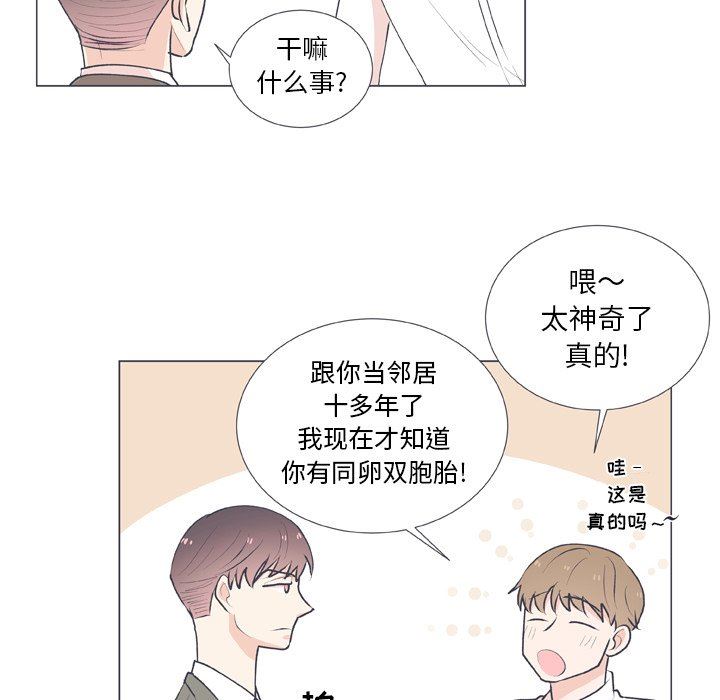 干嘛
什么事?
喂～
太神奇了
真的!
跟你当邻居
十多年了
我现在才知道
你有同卵双胞胎!
哇-
这是
真的吗~~